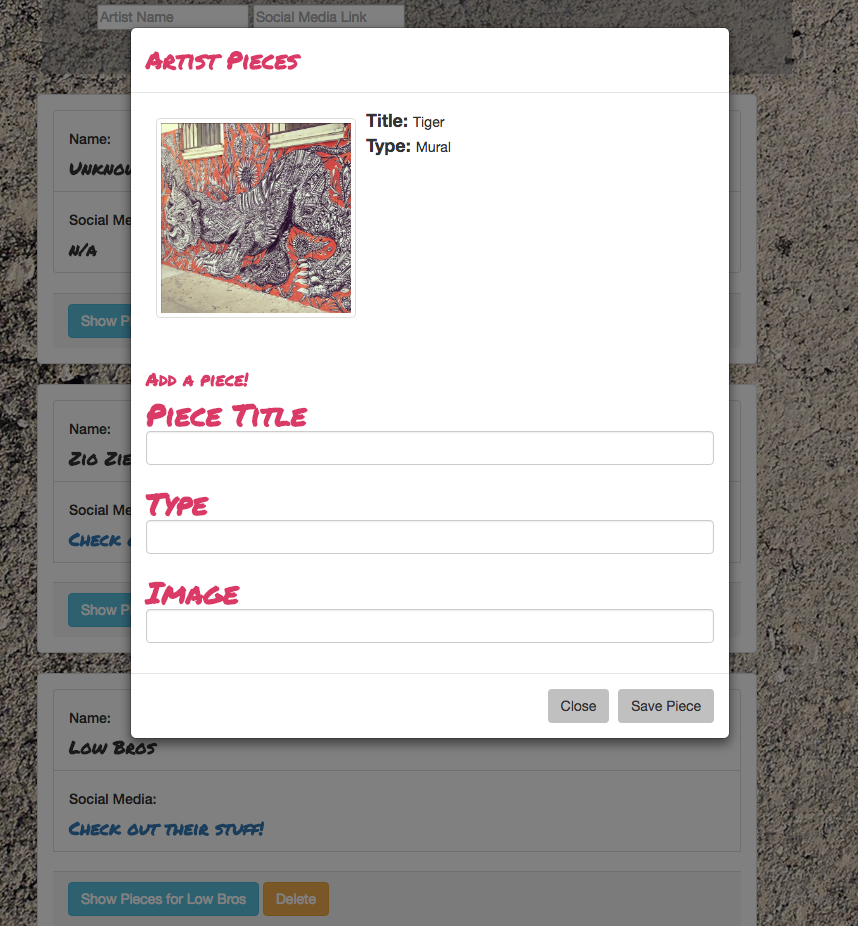 Artist Name
Social Media Link
Artist Pieces
Title: Tiger
Type: Mural
Name:
Social Me
N/A
Show P
Add a piece!
Piece Title
Name:
Zio Zie
Type
Social Me
Check
Image
Show P
Close
Save Piece
Name:
Low Bros
Social Media:
Check out their stuff!
Show Pieces for Low Bros
Delete